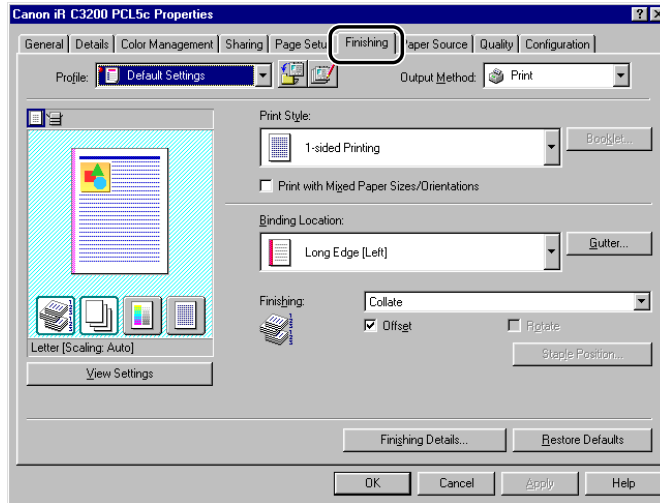 Canon iR C3200 PCL5c Properties
General Details Color Management Sharing Page Setu Finishing Paper Source Quality Configuration
Profile: Default Settings Output Method: Print
Print Style:
1-sided Printing Booklet...
Print with Mixed Paper Sizes/Orientations
Binding Location:
Long Edge [Left] Gutter...
Finishing: Collate
Offset Rotate
Letter [Scaling: Auto] Staple Position...
View Settings
Finishing Details... Restore Defaults
OK Cancel Apply Help